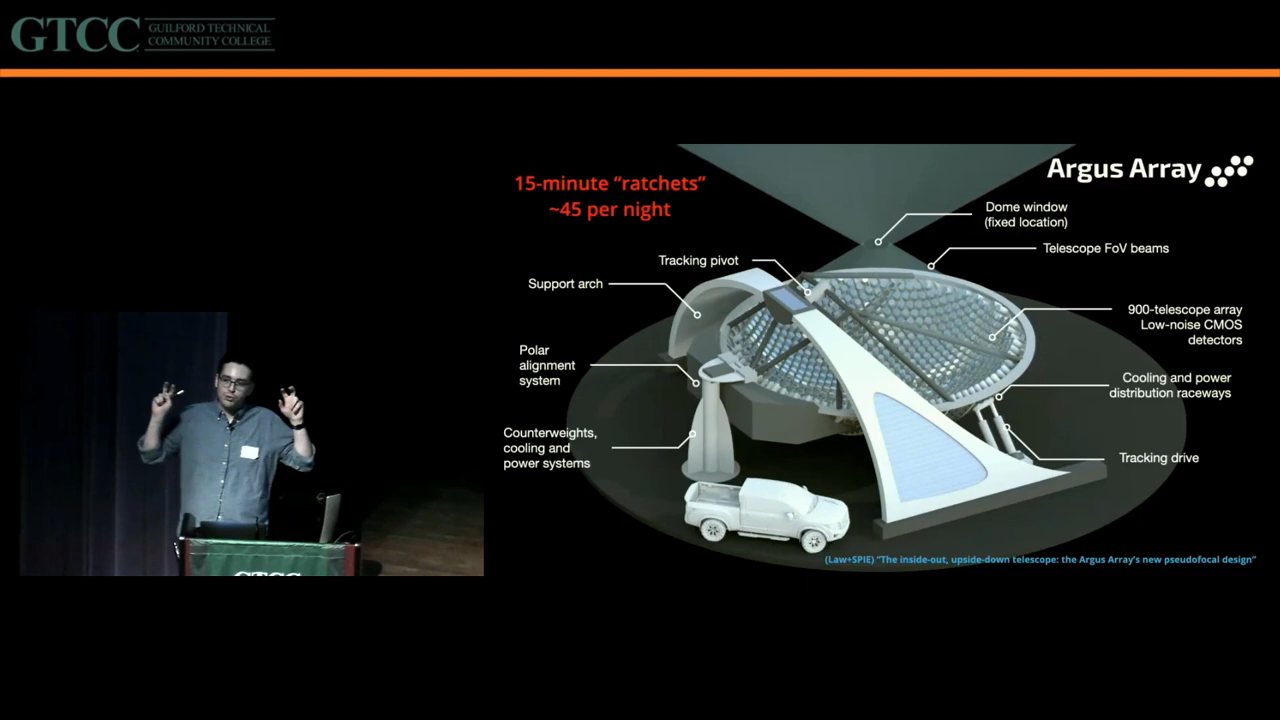 GTCC
GUILFORD TECHNICAL
COMMUNITY COLLEGE
15-minute “ratchets”
~45 per night
Argus Array
Dome window
(fixed location)
Telescope FoV beams
Tracking pivot
Support arch
900-telescope array
Low-noise CMOS
detectors
Polar
alignment
system
Cooling and power
distribution raceways
Counterweights,
cooling and
power systems
Tracking drive
(Law+SPIE) “The inside-out, upside-down telescope: the Argus Array’s new pseudofocal design”
GTCC